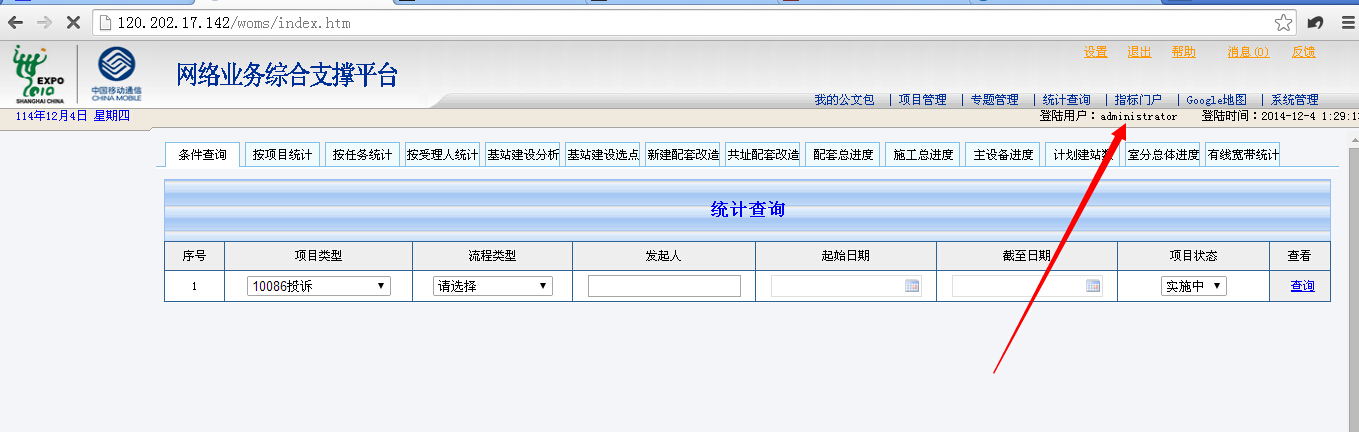 120.202.17.142/woms/index.htm
设置 退出 帮助 消息(0) 反馈
EXPO
2010
SHANGHAI CHINA
中国移动通信
CHINA MOBILE
网络业务综合支撑平台
我的公文包 | 项目管理 | 专题管理 | 统计查询 | 指标门户 | Google地图 | 系统管理
114年12月4日 星期四
登陆用户：administrator 登陆时间：2014-12-4 1:29:1
条件查询 按项目统计 按任务统计 按受理人统计 基站建设分析 基站建设选点 新建配套改造 共址配套改造 配套总进度 施工总进度 主设备进度 计划建站 室分总体进度 有线宽带统计
统计查询
序号 项目类型 流程类型 发起人 起始日期 截至日期 项目状态 查看
1 10086投诉 请选择 实施中 查询